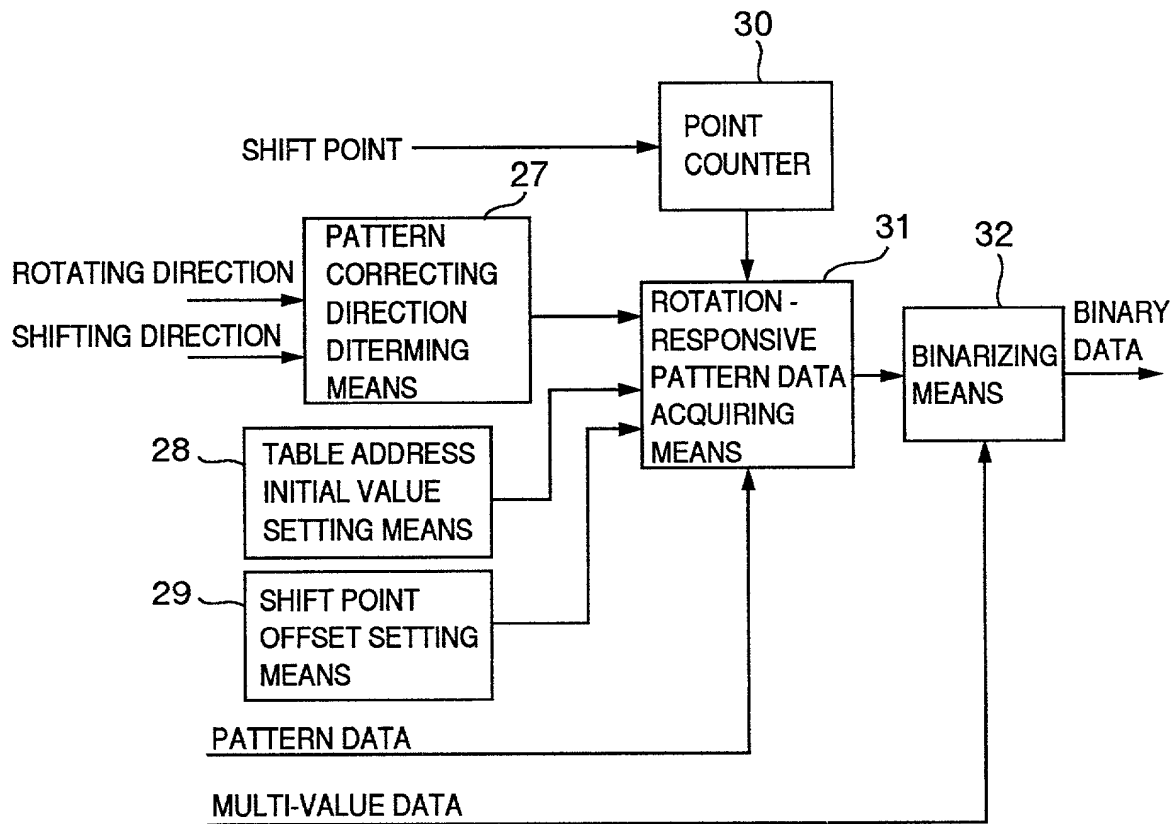 30
POINT
COUNTER
SHIFT POINT
27
PATTERN
CORRECTING
DIRECTION
DITERMING
MEANS
ROTATING DIRECTION
SHIFTING DIRECTION
31
ROTATION -
RESPONSIVE
PATTERN DATA
ACQUIRING
MEANS
32
BINARIZING
MEANS
BINARY
DATA
28
TABLE ADDRESS
INITIAL VALUE
SETTING MEANS
29
SHIFT POINT
OFFSET SETTING
MEANS
PATTERN DATA
MULTI-VALUE DATA